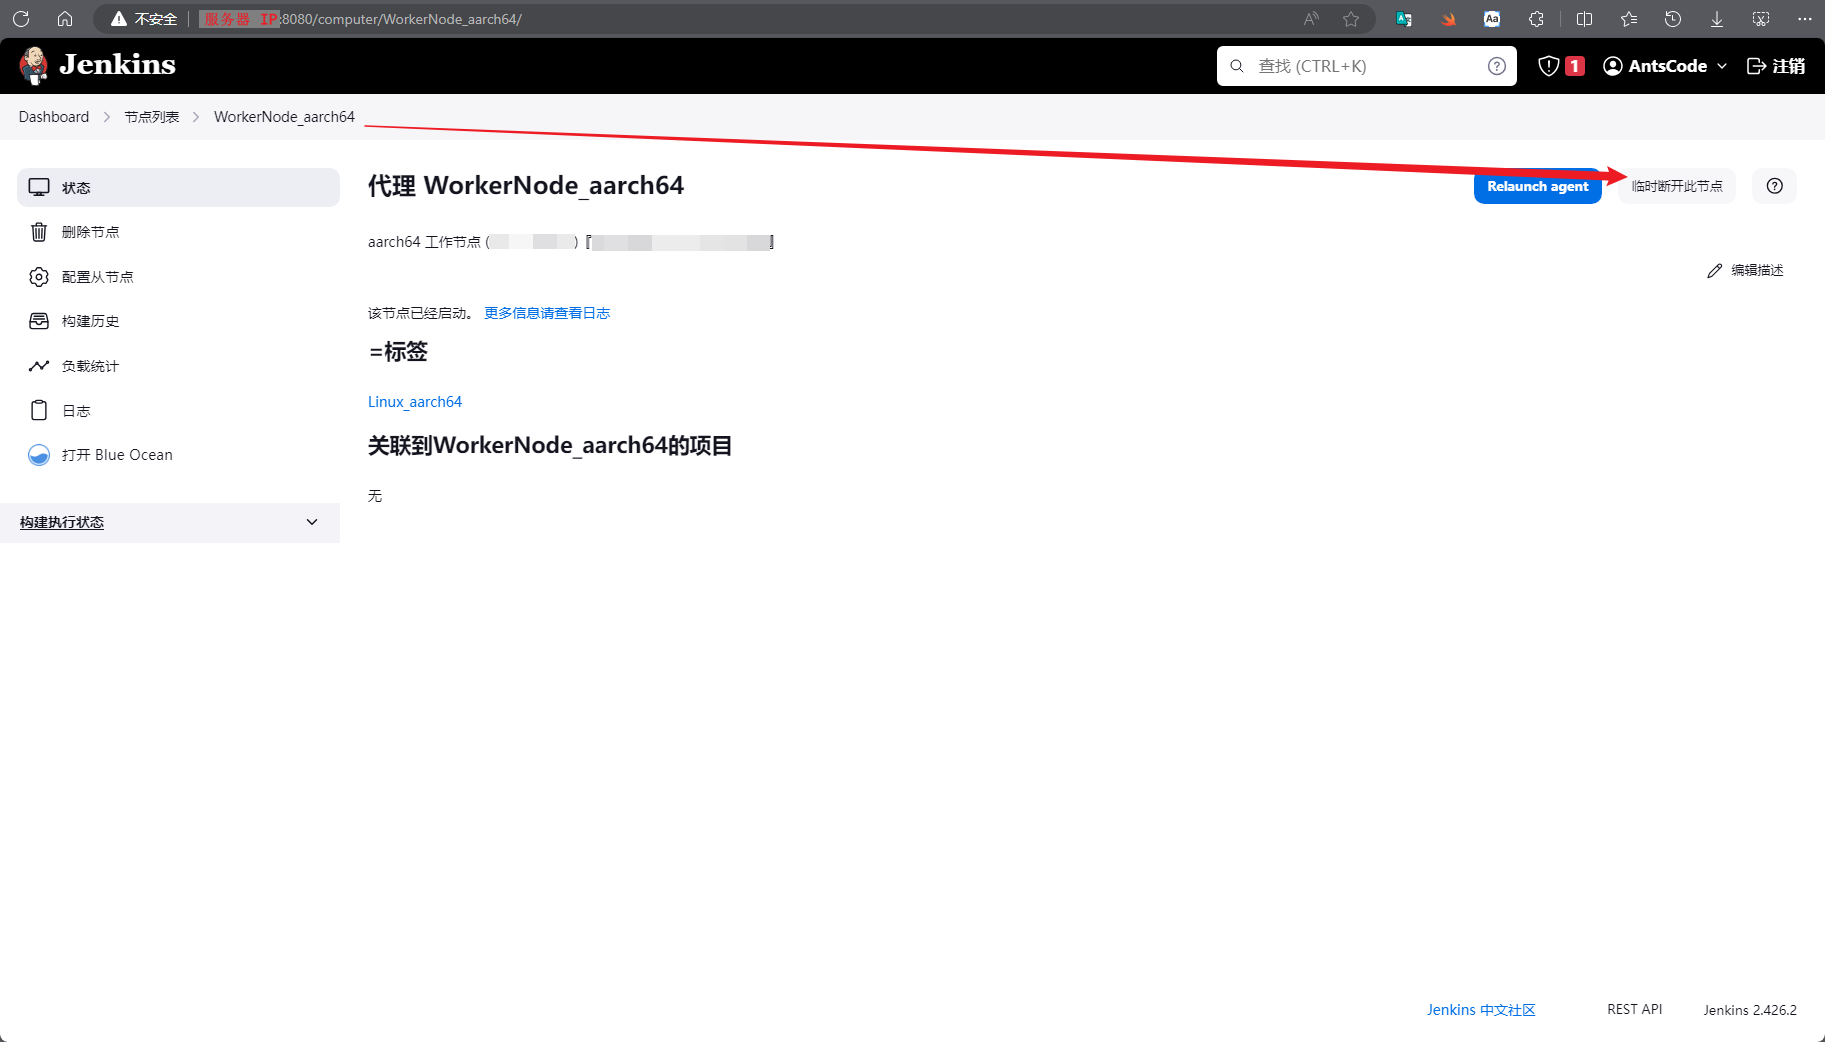 不安全 服务器 IP:8080/computer/WorkerNode_aarch64/
Jenkins
查找 (CTRL+K)
1
AntsCode
注销
Dashboard
节点列表
WorkerNode_aarch64
状态
删除节点
配置从节点
构建历史
负载统计
日志
打开 Blue Ocean
构建执行状态
代理 WorkerNode_aarch64
Relaunch agent
临时断开此节点
aarch64 工作节点 ( ) 『 』
编辑描述
该节点已经启动。 更多信息请查看日志
=标签
Linux_aarch64
关联到WorkerNode_aarch64的项目
无
Jenkins 中文社区
REST API
Jenkins 2.426.2